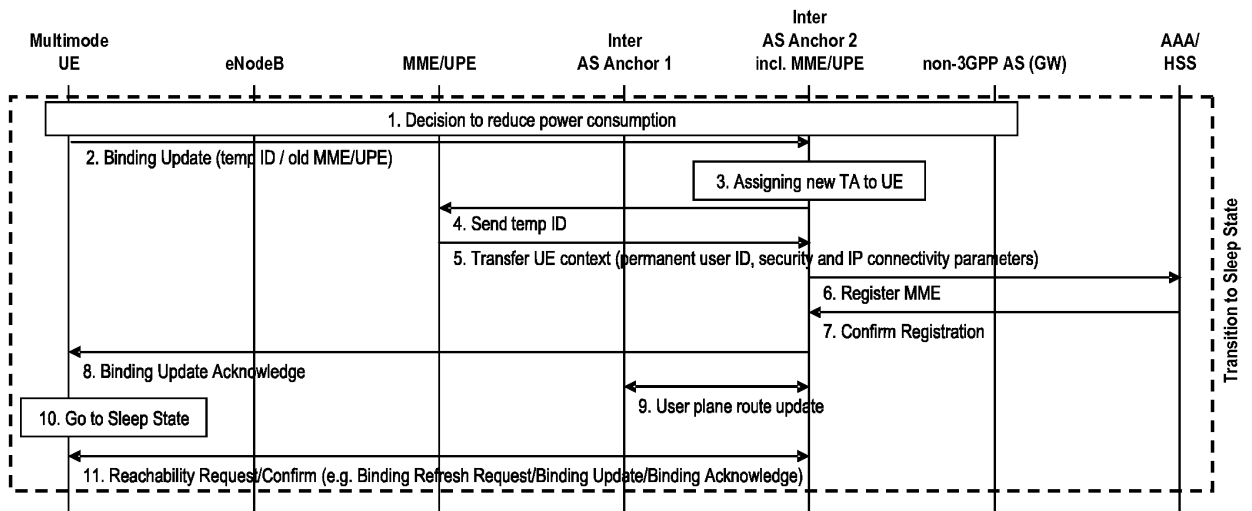 Multimode
UE
eNodeB
MME/UPE
Inter
AS Anchor 1
Inter
AS Anchor 2
incl. MME/UPE
non-3GPP AS (GW)
AAA/
HSS
1. Decision to reduce power consumption
2. Binding Update (temp ID / old MME/UPE)
3. Assigning new TA to UE
4. Send temp ID
5. Transfer UE context (permanent user ID, security and IP connectivity parameters)
6. Register MME
7. Confirm Registration
8. Binding Update Acknowledge
9. User plane route update
10. Go to Sleep State
11. Reachability Request/Confirm (e.g. Binding Refresh Request/Binding Update/Binding Acknowledge)
Transition to Sleep State